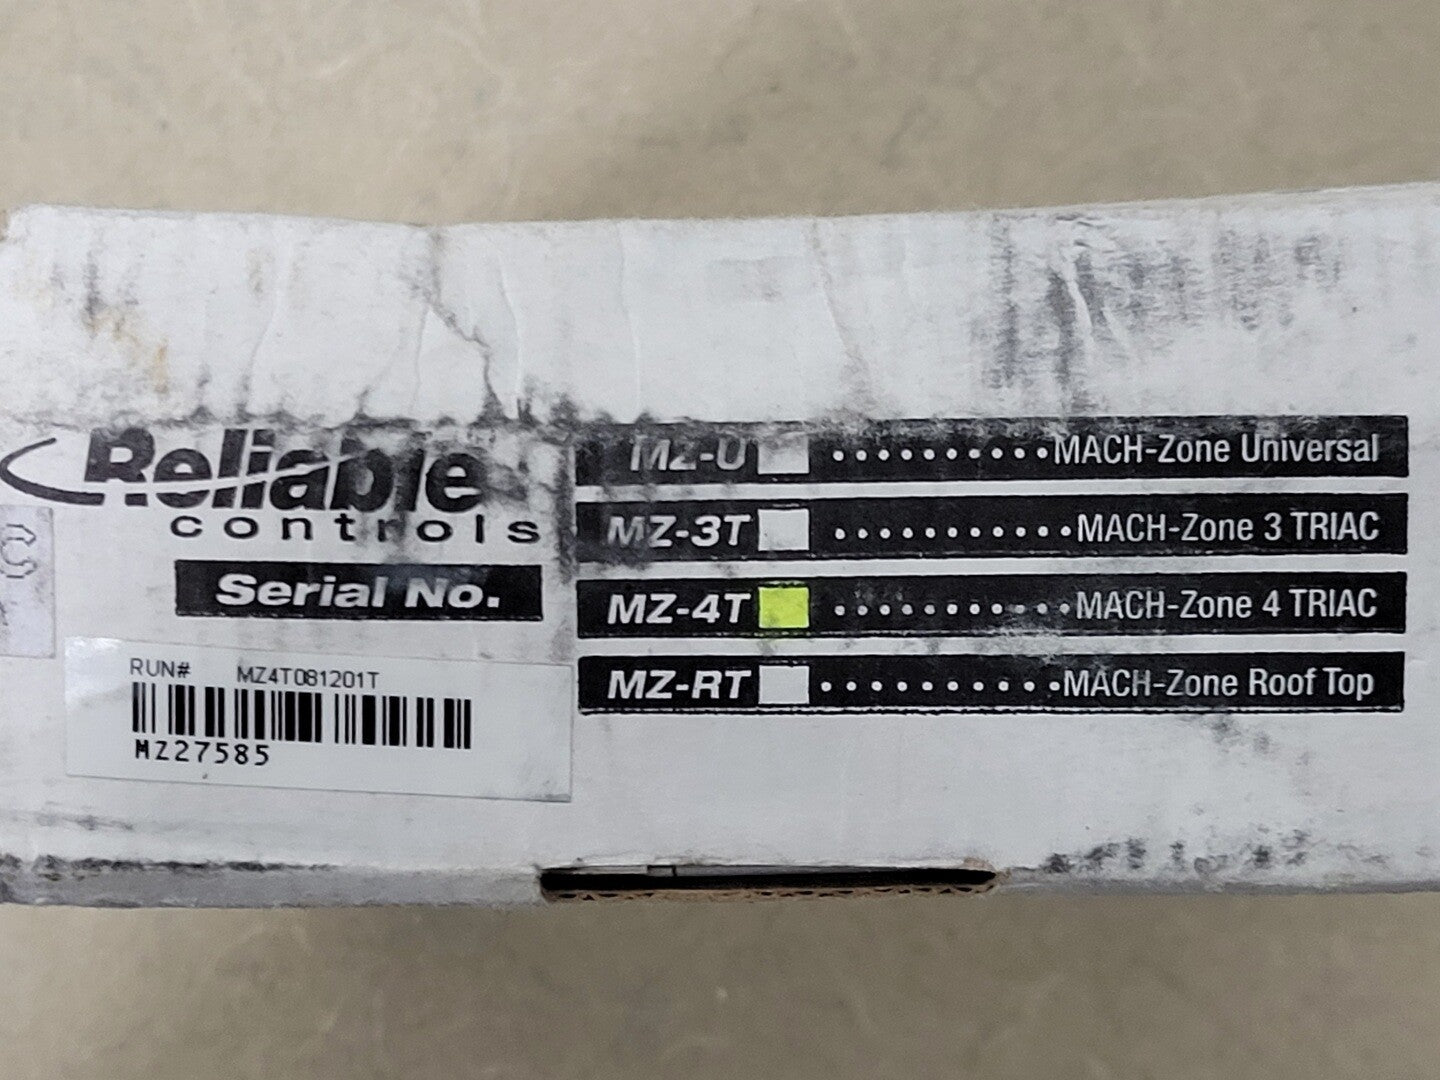 Reliable
controls
Serial No.
RUN# MZ4T081201T
MZ27585
MZ-U ..........MACH-Zone Universal
MZ-3T ...........MACH-Zone 3 TRIAC
MZ-4T ...........MACH-Zone 4 TRIAC
MZ-RT ..........MACH-Zone Roof Top
C